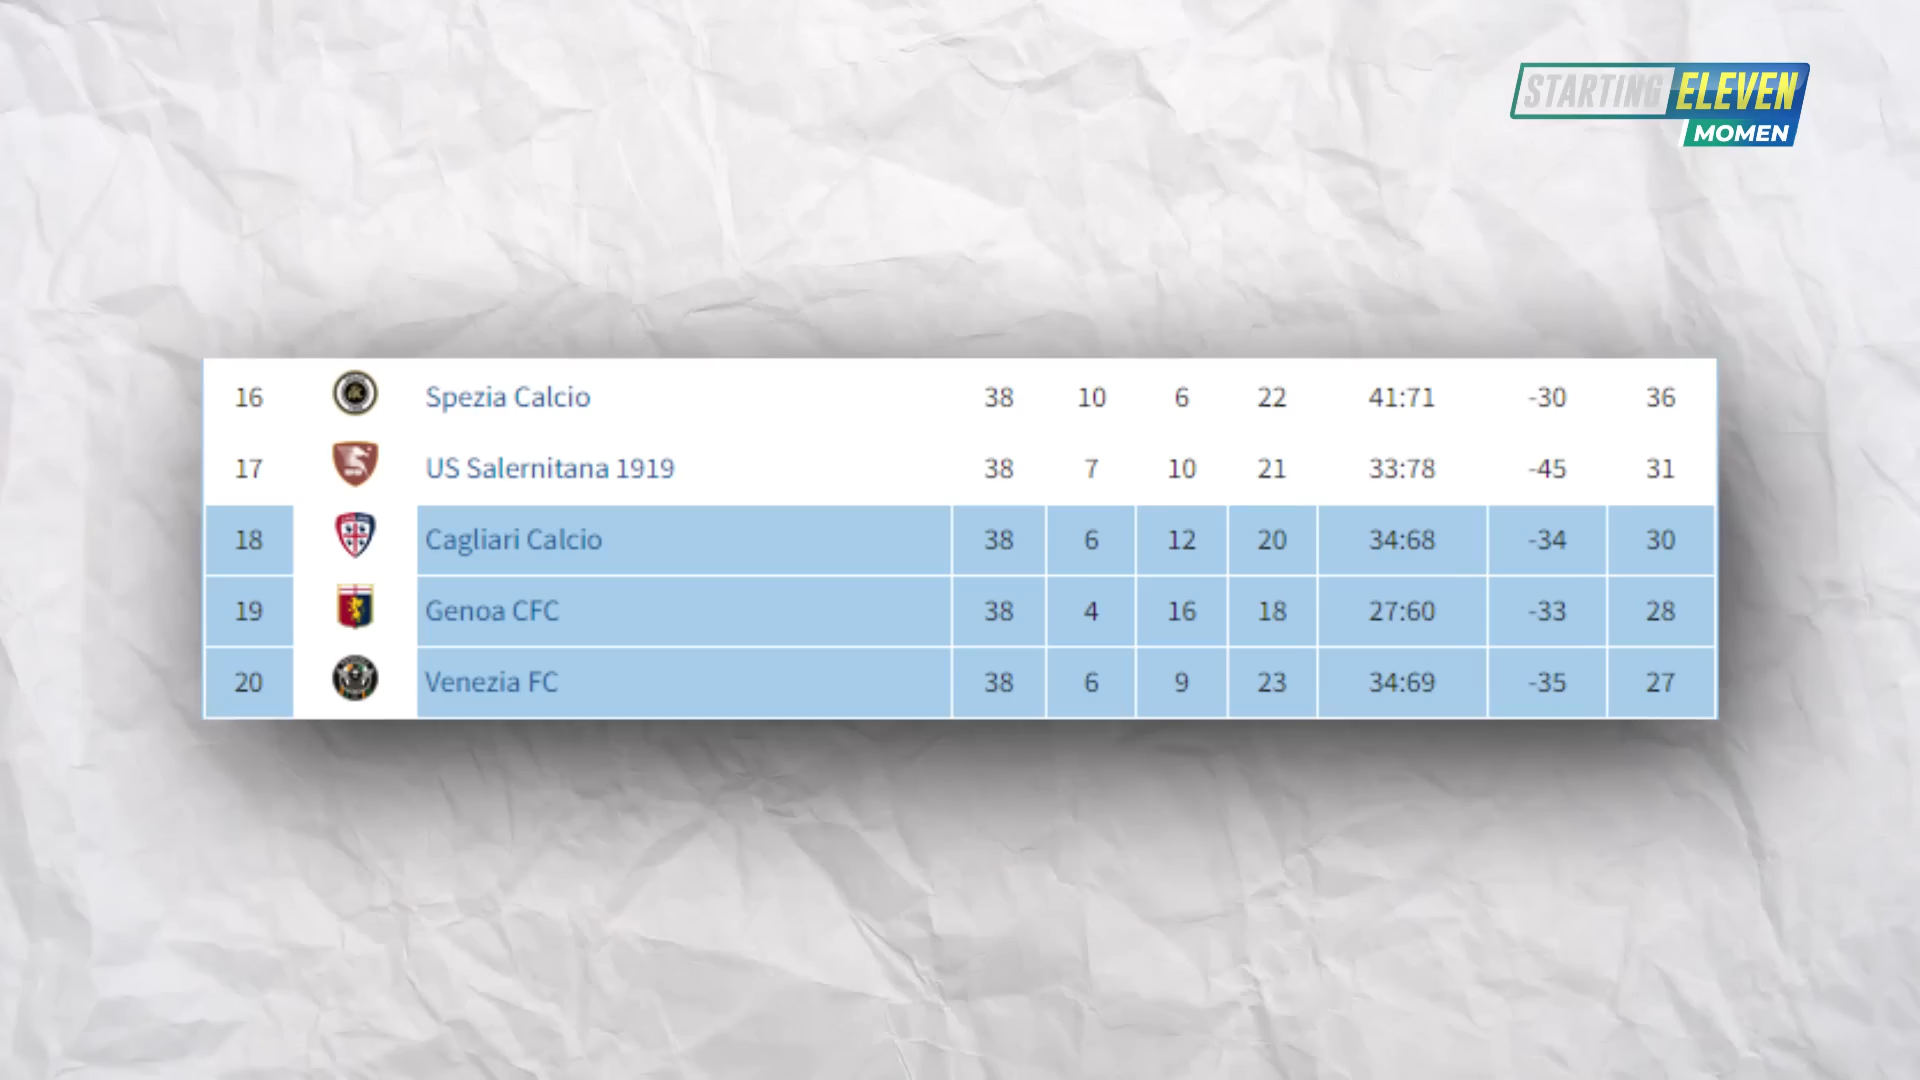 STARTING ELEVEN
MOMEN
16 Spezia Calcio 38 10 6 22 41:71 -30 36
17 US Salernitana 1919 38 7 10 21 33:78 -45 31
18 Cagliari Calcio 38 6 12 20 34:68 -34 30
19 Genoa CFC 38 4 16 18 27:60 -33 28
20 Venezia FC 38 6 9 23 34:69 -35 27